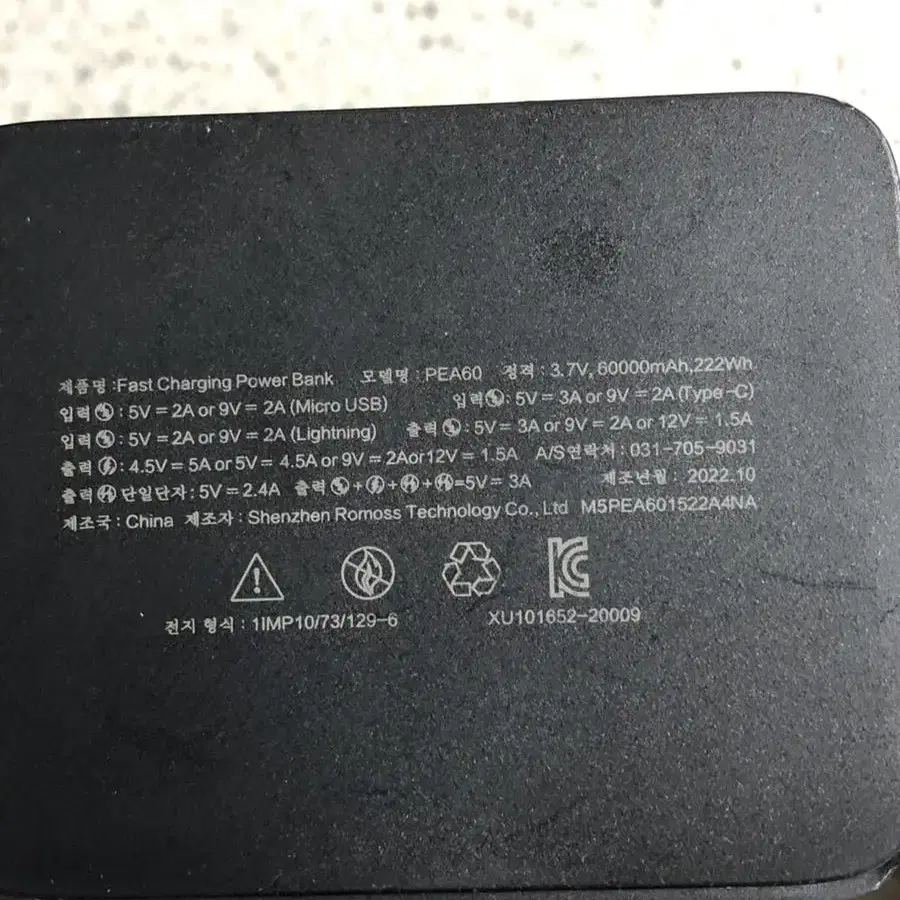 제품명 :Fast Charging Power Bank 모델명 : PEA60 정격 : 3.7V, 60000mAh,222Wh
입력 : 5V = 2A or 9V = 2A (Micro USB) 입력 : 5V = 3A or 9V = 2A (Type-C)
입력 : 5V = 2A or 9V = 2A (Lightning) 출력 : 5V = 3A or 9V = 2A or 12V = 1.5A
출력 : 4.5V = 5A or 5V = 4.5A or 9V = 2Aor12V = 1.5A A/S연락처 : 031-705-9031
출력 단일단자 : 5V = 2.4A 출력 + + + =5V = 3A 제조년월 : 2022.10
제조국 : China 제조자 : Shenzhen Romoss Technology Co., Ltd M5PEA601522A4NA
전지 형식 : 1IMP10/73/129-6 XU101652-20009